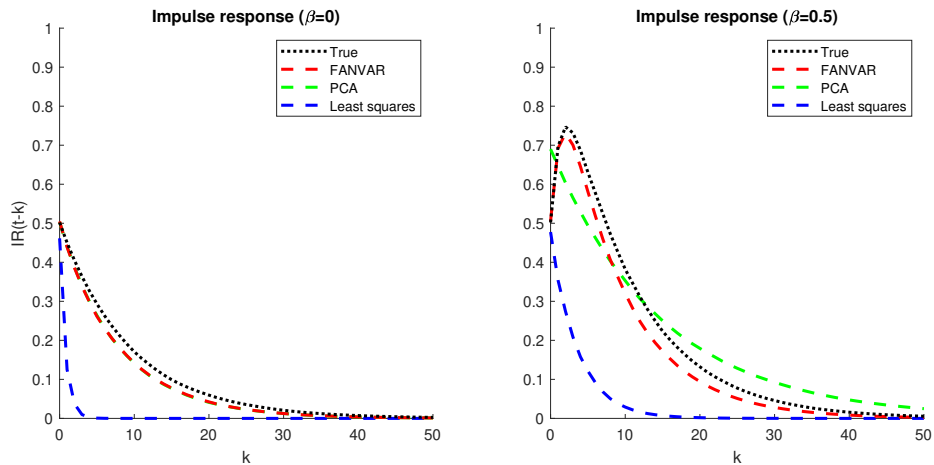 Impulse response (β=0)
1
0.9
0.8
0.7
0.6
0.5
0.4
0.3
0.2
0.1
0
IR(t-k)
True
FANVAR
PCA
Least squares
0 10 20 30 40 50
k
Impulse response (β=0.5)
1
0.9
0.8
0.7
0.6
0.5
0.4
0.3
0.2
0.1
0
True
FANVAR
PCA
Least squares
0 10 20 30 40 50
k